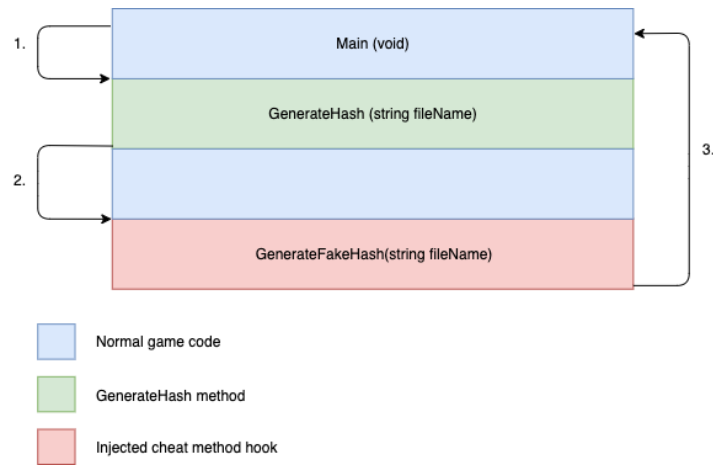 1.
Main (void)
GenerateHash (string fileName)
2.
3.
GenerateFakeHash(string fileName)
Normal game code
GenerateHash method
Injected cheat method hook